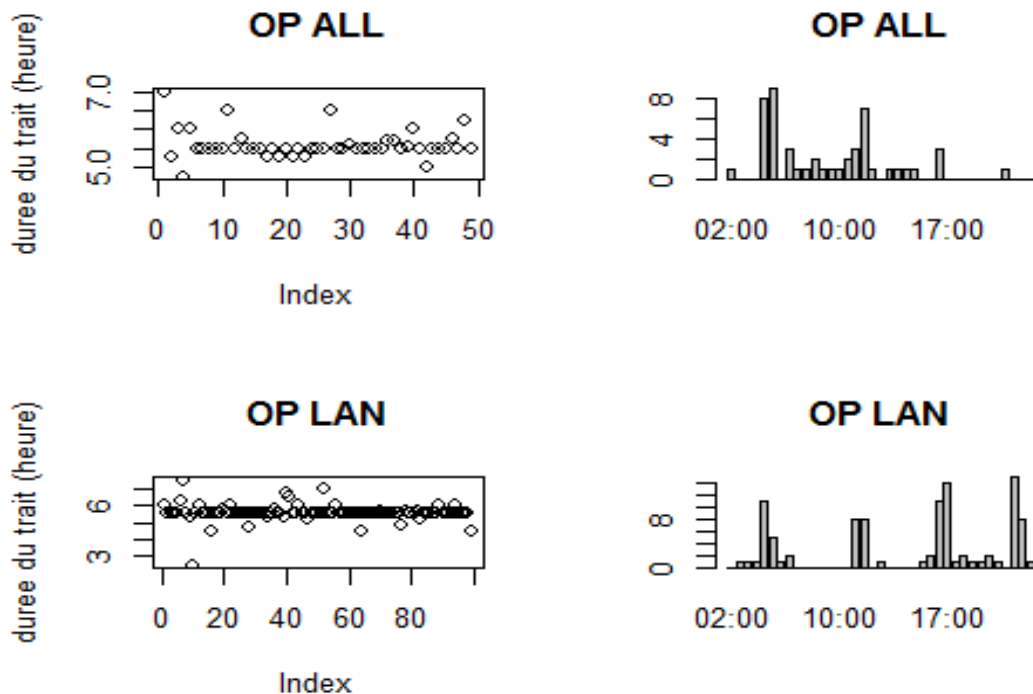 OP ALL
OP ALL
duree du trait (heure)
7.0
5.0
0 10 20 30 40 50
Index
8
4
0
02:00 10:00 17:00
OP LAN
OP LAN
duree du trait (heure)
6
3
0 20 40 60 80
Index
8
0
02:00 10:00 17:00